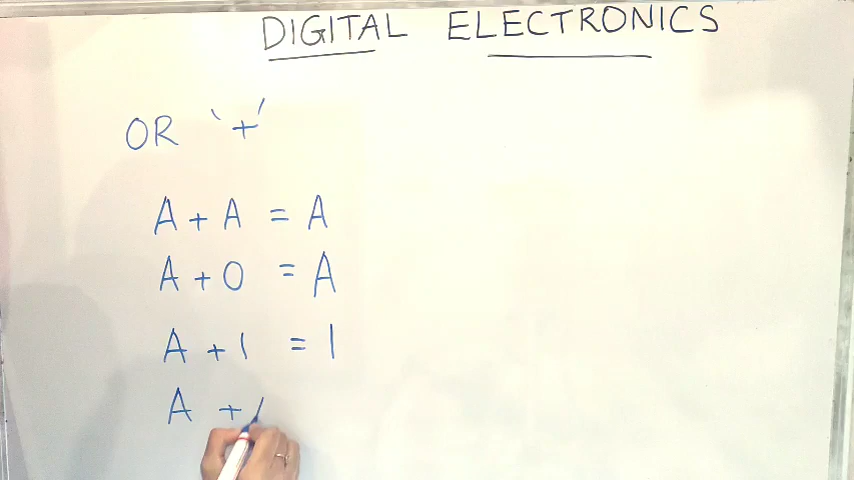 DIGITAL ELECTRONICS
OR '+'
A + A = A
A + 0 = A
A + 1 = 1
A +